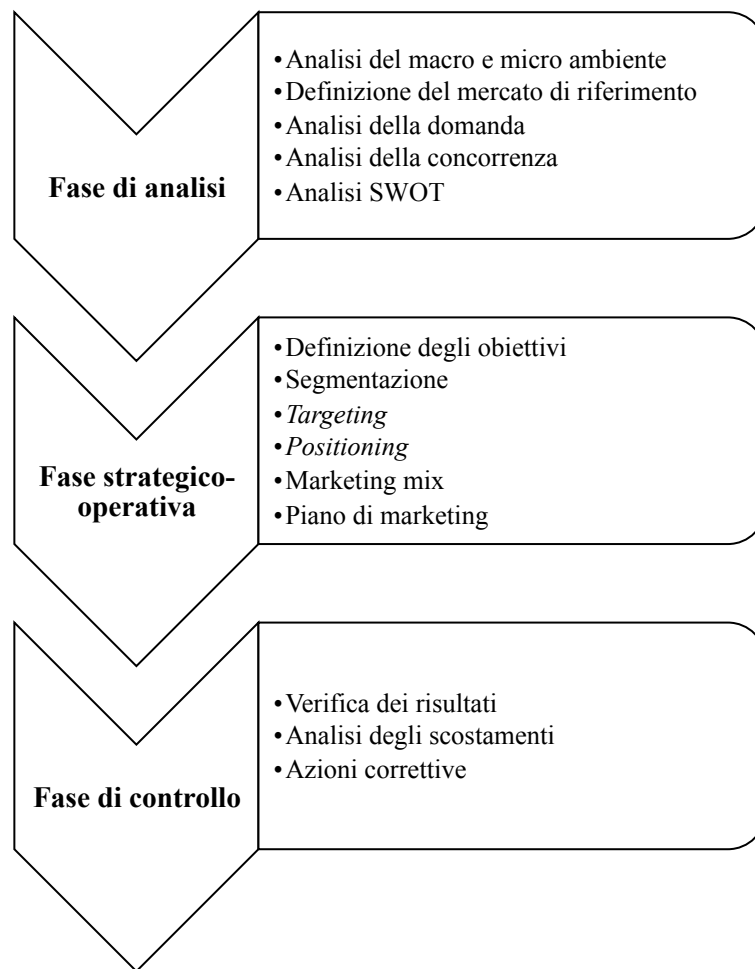 Fase di analisi
•Analisi del macro e micro ambiente
•Definizione del mercato di riferimento
•Analisi della domanda
•Analisi della concorrenza
•Analisi SWOT
Fase strategico-
operativa
•Definizione degli obiettivi
•Segmentazione
•Targeting
•Positioning
•Marketing mix
•Piano di marketing
Fase di controllo
•Verifica dei risultati
•Analisi degli scostamenti
•Azioni correttive